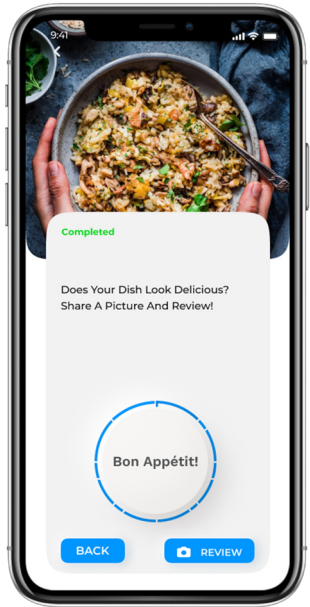 9:41
Completed
Does Your Dish Look Delicious?
Share A Picture And Review!
Bon Appétit!
BACK
REVIEW